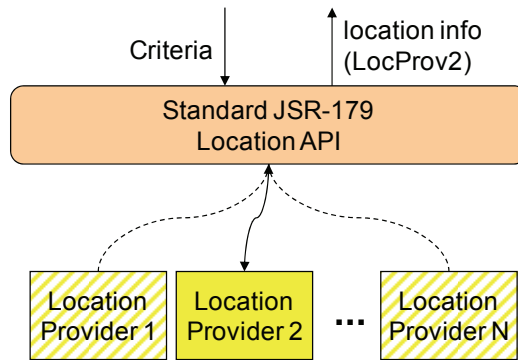 Criteria
location info
(LocProv2)
Standard JSR-179
Location API
Location
Provider 1
Location
Provider 2
...
Location
Provider N